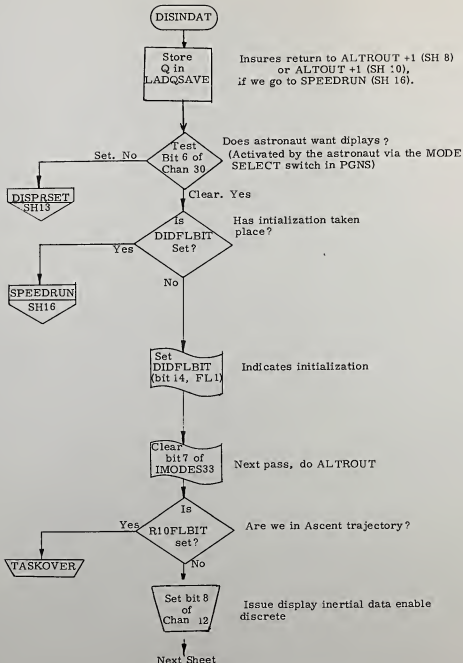 DISINDAT
Store
Q in
LADQSAVE
Insures return to ALTROUT +1 (SH 8)
or ALTOUT +1 (SH 10),
if we go to SPEEDRUN (SH 16).
Test
Bit 6 of
Chan 30
Does astronaut want diplays ?
(Activated by the astronaut via the MODE
SELECT switch in PGNS)
Set. No
DISPRSET
SH13
Clear. Yes
Is
DIDFLBIT
Set?
Has intialization taken
place?
Yes
SPEEDRUN
SH16
No
Set
DIDFLBIT
(bit 14, FL1)
Indicates initialization
Clear
bit 7 of
IMODES33
Next pass, do ALTROUT
Is
R10FLBIT
set?
Are we in Ascent trajectory?
Yes
TASKOVER
No
Set bit 8
of
Chan 12
Issue display inertial data enable
discrete
Next Sheet